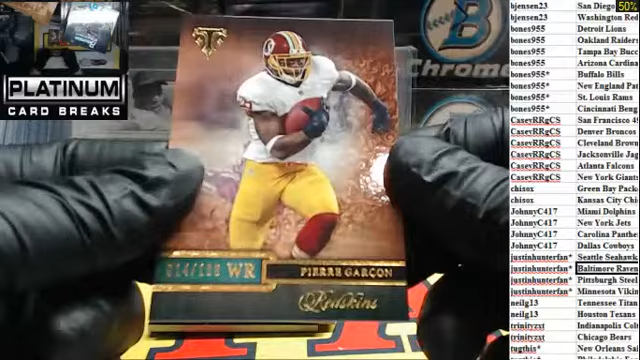 PLATINUM
CARD BREAKS
WR
PIERRE GARÇON
Redskins
Chrome
50%
bjensen23 San Diego
bjensen23 Washington Red
bones955 Detroit Lions
bones955 Oakland Raiders
bones955 Tampa Bay Bucc
bones955 Arizona Cardina
bones955* Buffalo Bills
bones955* New England Pat
bones955* St. Louis Rams
bones955* Cincinnati Beng
CaseyRRgCS San Francisco 49
CaseyRRgCS Denver Broncos
CaseyRRgCS Cleveland Brown
CaseyRRgCS Jacksonville Jag
CaseyRRgCS Atlanta Falcons
CaseyRRgCS New York Giants
chisox Green Bay Pack
chisox Kansas City Chi
JohnnyC417 Miami Dolphins
JohnnyC417 New York Jets
JohnnyC417 Carolina Panthe
JohnnyC417 Dallas Cowboys
justinhunterfan* Seattle Seahawk
justinhunterfan* Baltimore Raven
justinhunterfan* Pittsburgh Steel
justinhunterfan* Minnesota Vikin
neilg13 Tennessee Titan
neilg13 Houston Texans
trinityzxt Indianapolis Colt
trinityzxt Chicago Bears
tugthis* New Orleans Sai